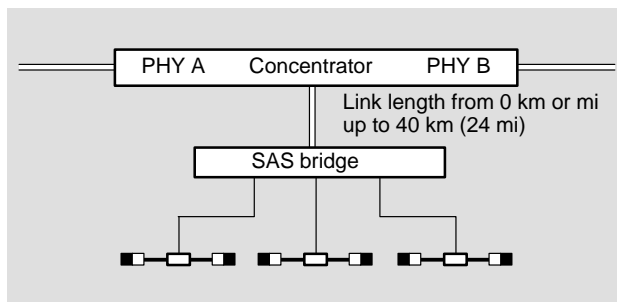 PHY A Concentrator PHY B
Link length from 0 km or mi
up to 40 km (24 mi)
SAS bridge